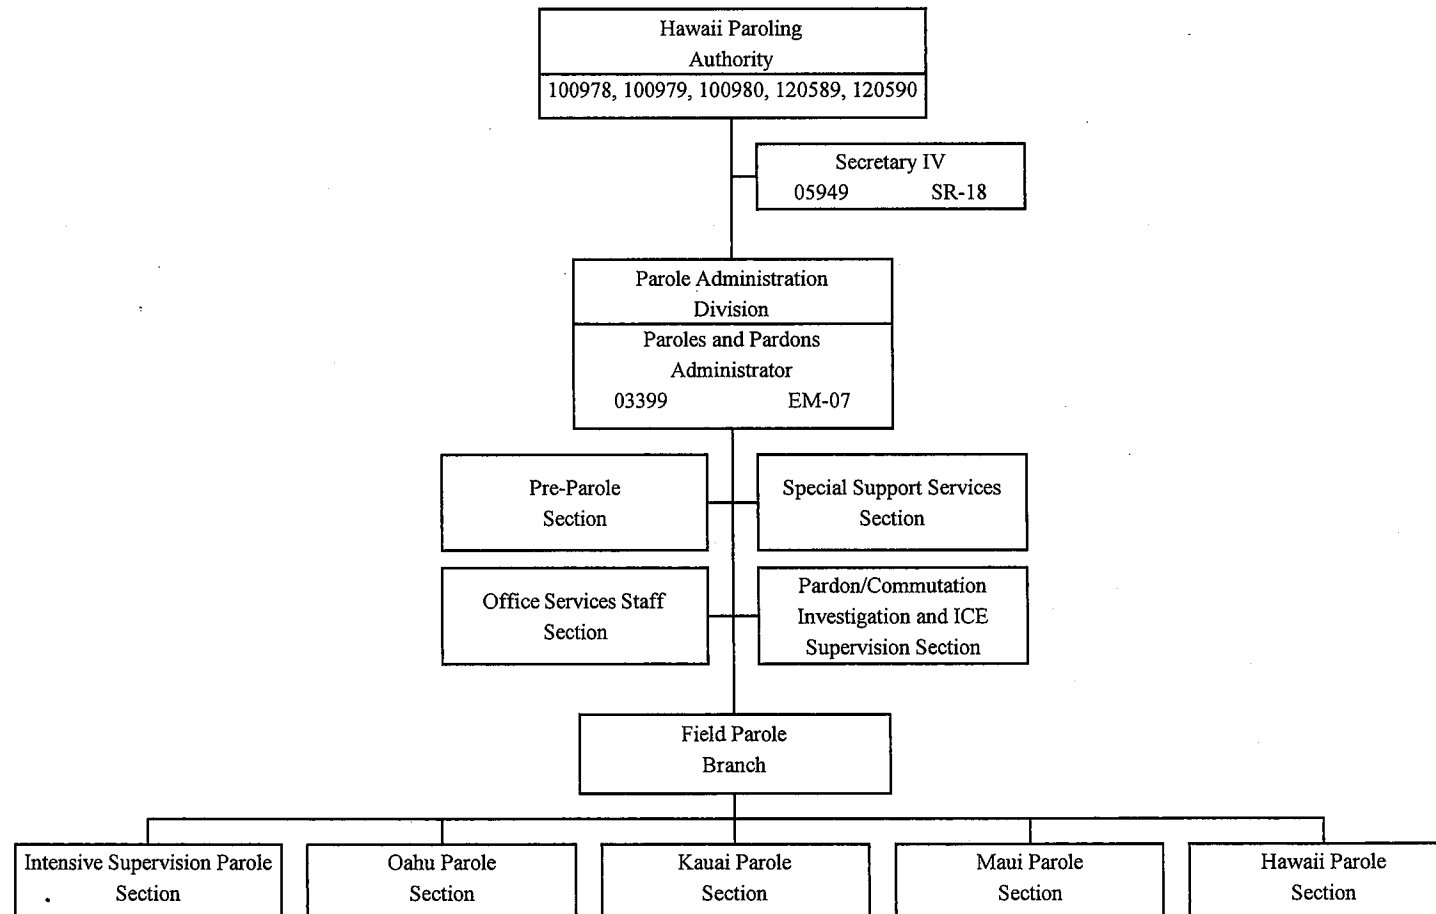 Hawaii Paroling
Authority
100978, 100979, 100980, 120589, 120590
Secretary IV
05949 SR-18
Parole Administration
Division
Paroles and Pardons
Administrator
03399 EM-07
Pre-Parole
Section
Special Support Services
Section
Office Services Staff
Section
Pardon/Commutation
Investigation and ICE
Supervision Section
Field Parole
Branch
Intensive Supervision Parole
Section
Oahu Parole
Section
Kauai Parole
Section
Maui Parole
Section
Hawaii Parole
Section